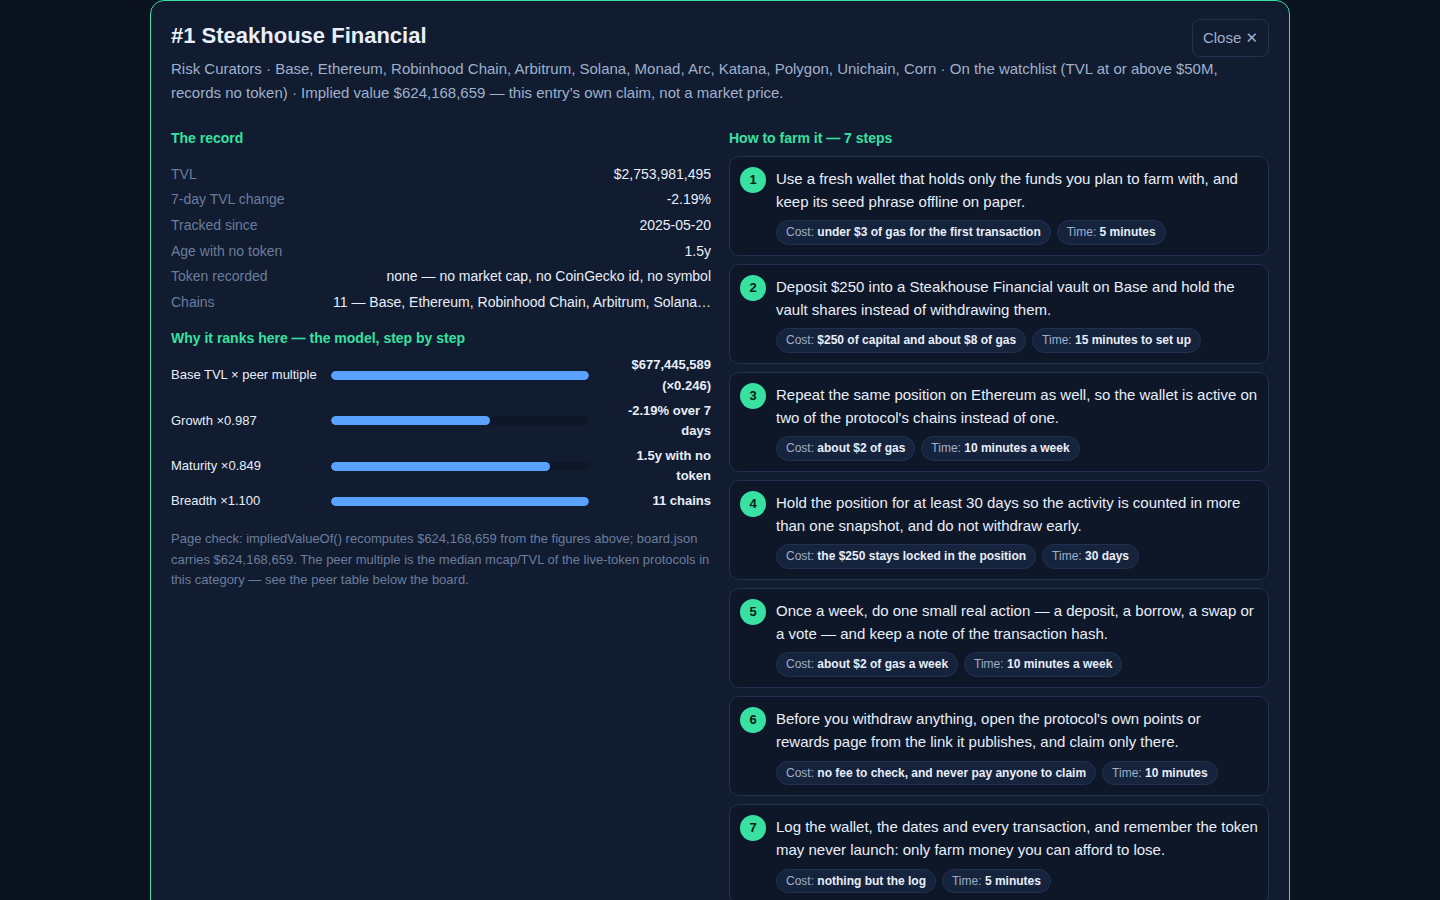 #1 Steakhouse Financial
Close ✕
Risk Curators · Base, Ethereum, Robinhood Chain, Arbitrum, Solana, Monad, Arc, Katana, Polygon, Unichain, Corn · On the watchlist (TVL at or above $50M,
records no token) · Implied value $624,168,659 — this entry's own claim, not a market price.
The record
TVL $2,753,981,495
7-day TVL change -2.19%
Tracked since 2025-05-20
Age with no token 1.5y
Token recorded none — no market cap, no CoinGecko id, no symbol
Chains 11 — Base, Ethereum, Robinhood Chain, Arbitrum, Solana…
Why it ranks here — the model, step by step
Base TVL × peer multiple $677,445,589
(×0.246)
Growth ×0.987 -2.19% over 7
days
Maturity ×0.849 1.5y with no
token
Breadth ×1.100 11 chains
Page check: impliedValueOf() recomputes $624,168,659 from the figures above; board.json
carries $624,168,659. The peer multiple is the median mcap/TVL of the live-token protocols in
this category — see the peer table below the board.
How to farm it — 7 steps
1 Use a fresh wallet that holds only the funds you plan to farm with, and
keep its seed phrase offline on paper.
Cost: under $3 of gas for the first transaction Time: 5 minutes
2 Deposit $250 into a Steakhouse Financial vault on Base and hold the
vault shares instead of withdrawing them.
Cost: $250 of capital and about $8 of gas Time: 15 minutes to set up
3 Repeat the same position on Ethereum as well, so the wallet is active on
two of the protocol's chains instead of one.
Cost: about $2 of gas Time: 10 minutes a week
4 Hold the position for at least 30 days so the activity is counted in more
than one snapshot, and do not withdraw early.
Cost: the $250 stays locked in the position Time: 30 days
5 Once a week, do one small real action — a deposit, a borrow, a swap or
a vote — and keep a note of the transaction hash.
Cost: about $2 of gas a week Time: 10 minutes a week
6 Before you withdraw anything, open the protocol's own points or
rewards page from the link it publishes, and claim only there.
Cost: no fee to check, and never pay anyone to claim Time: 10 minutes
7 Log the wallet, the dates and every transaction, and remember the token
may never launch: only farm money you can afford to lose.
Cost: nothing but the log Time: 5 minutes